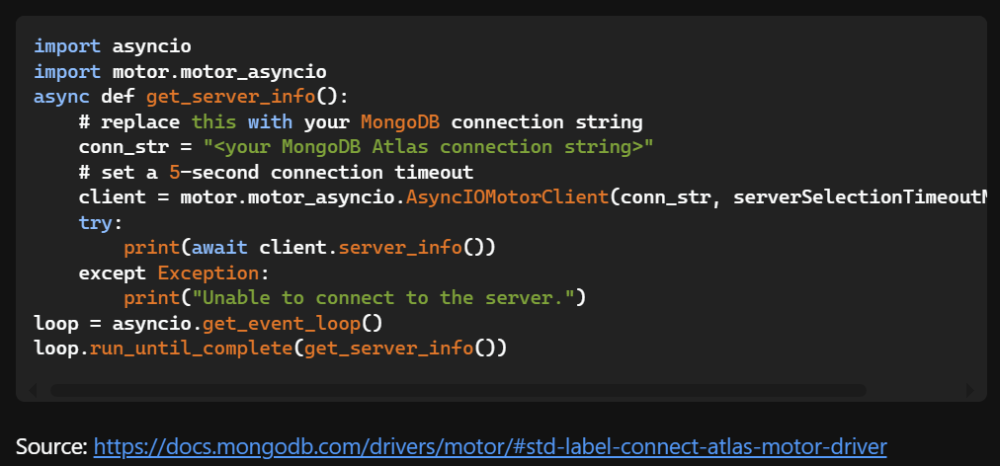 import asyncio
import motor.motor_asyncio
async def get_server_info():
    # replace this with your MongoDB connection string
    conn_str = "<your MongoDB Atlas connection string>"
    # set a 5-second connection timeout
    client = motor.motor_asyncio.AsyncIOMotorClient(conn_str, serverSelectionTimeoutM
    try:
        print(await client.server_info())
    except Exception:
        print("Unable to connect to the server.")
loop = asyncio.get_event_loop()
loop.run_until_complete(get_server_info())
Source: https://docs.mongodb.com/drivers/motor/#std-label-connect-atlas-motor-driver